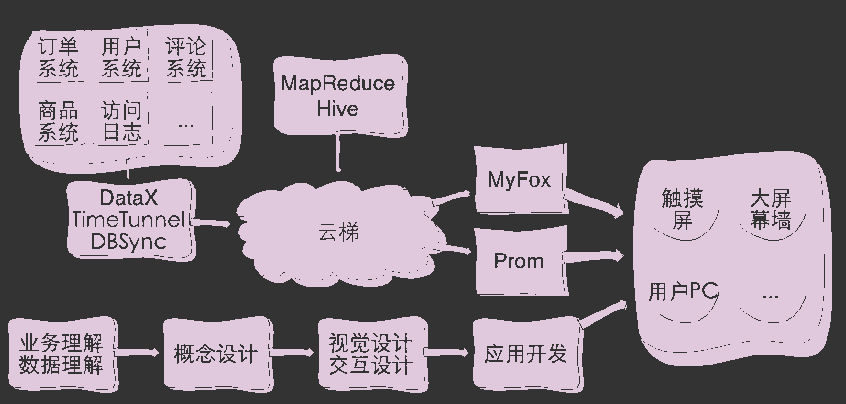 订单 用户 评论
系统 系统 系统
商品 访问 ...
系统 日志
MapReduce
Hive
DataX
TimeTunnel
DBSync
云梯
MyFox
Prom
触摸 大屏
屏 幕墙
用户PC ...
业务理解
数据理解
概念设计
视觉设计
交互设计
应用开发